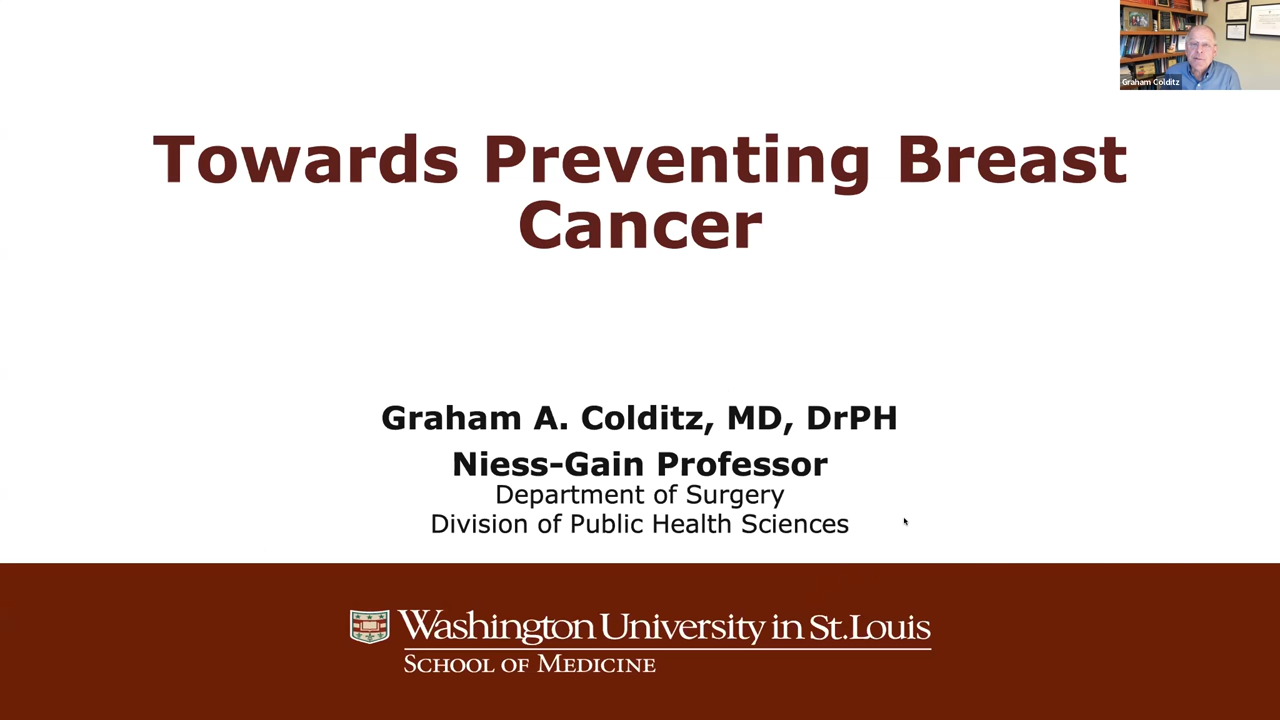 Graham Colditz
Towards Preventing Breast
Cancer
Graham A. Colditz, MD, DrPH
Niess-Gain Professor
Department of Surgery
Division of Public Health Sciences
Washington University in St.Louis
SCHOOL OF MEDICINE